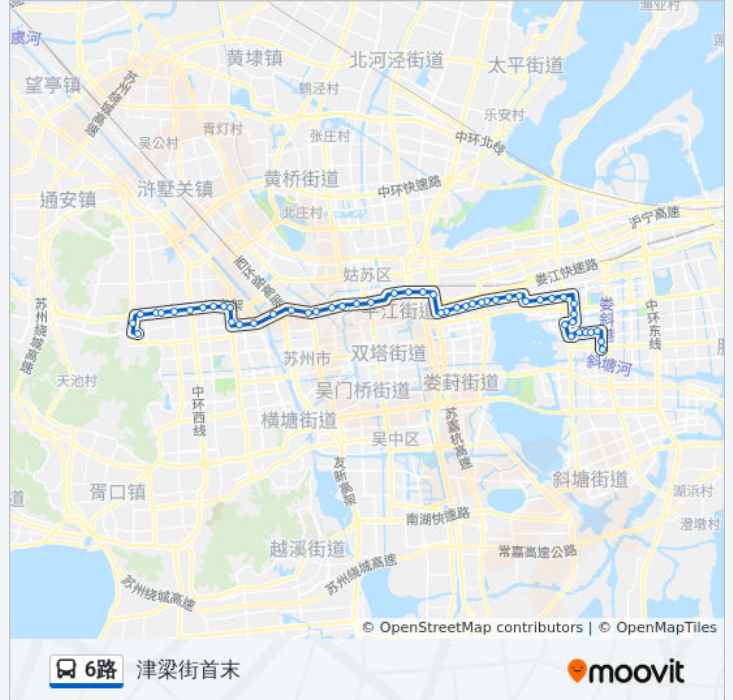 虞河
黄埭镇
北河泾街道
太平街道
望亭镇
鹤泾村
苏州绕城高速
乐安村
青灯村
张庄村
中环北线
吴公村
黄桥街道
中环快速路
浒墅关镇
通安镇
北庄村
沪宁高速
姑苏区
娄江快速路
架
平江街道
娄斜港
中环东线
苏州绕城高速
苏州市
双塔街道
斜塘河
天池村
吴门桥街道
娄葑街道
中环西线
横塘街道
苏嘉杭高速
吴中区
斜塘街道
胥口镇
友新高架
湖浜村
道
南湖快速路
澄墩村
越溪街道
常嘉高速公路
苏州绕城高速
苏州绕城高速
© OpenStreetMap contributors | © OpenMapTiles
6路 津梁街首末
moovit